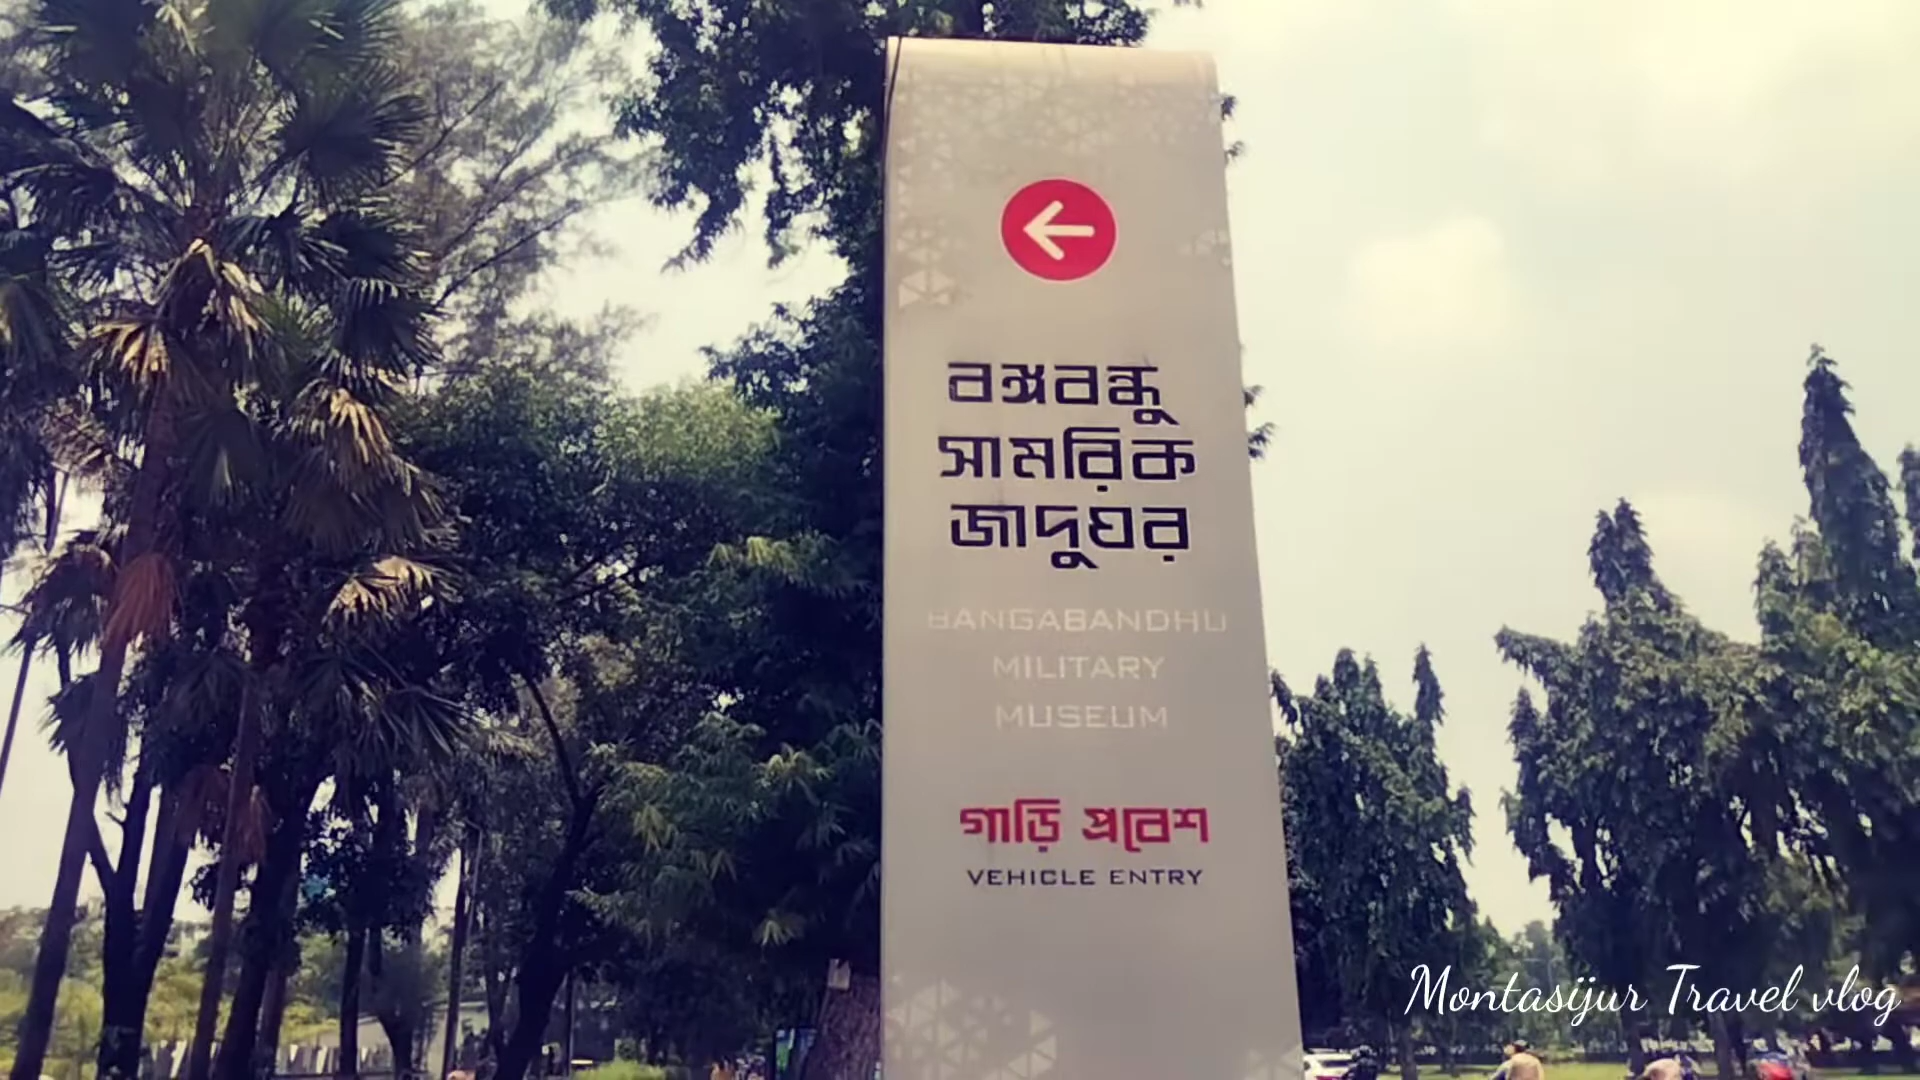 বঙ্গবন্ধু
সামরিক
জাদুঘর
BANGABANDHU
MILITARY
MUSEUM
গাড়ি প্রবেশ
VEHICLE ENTRY
Montasijur Travel vlog